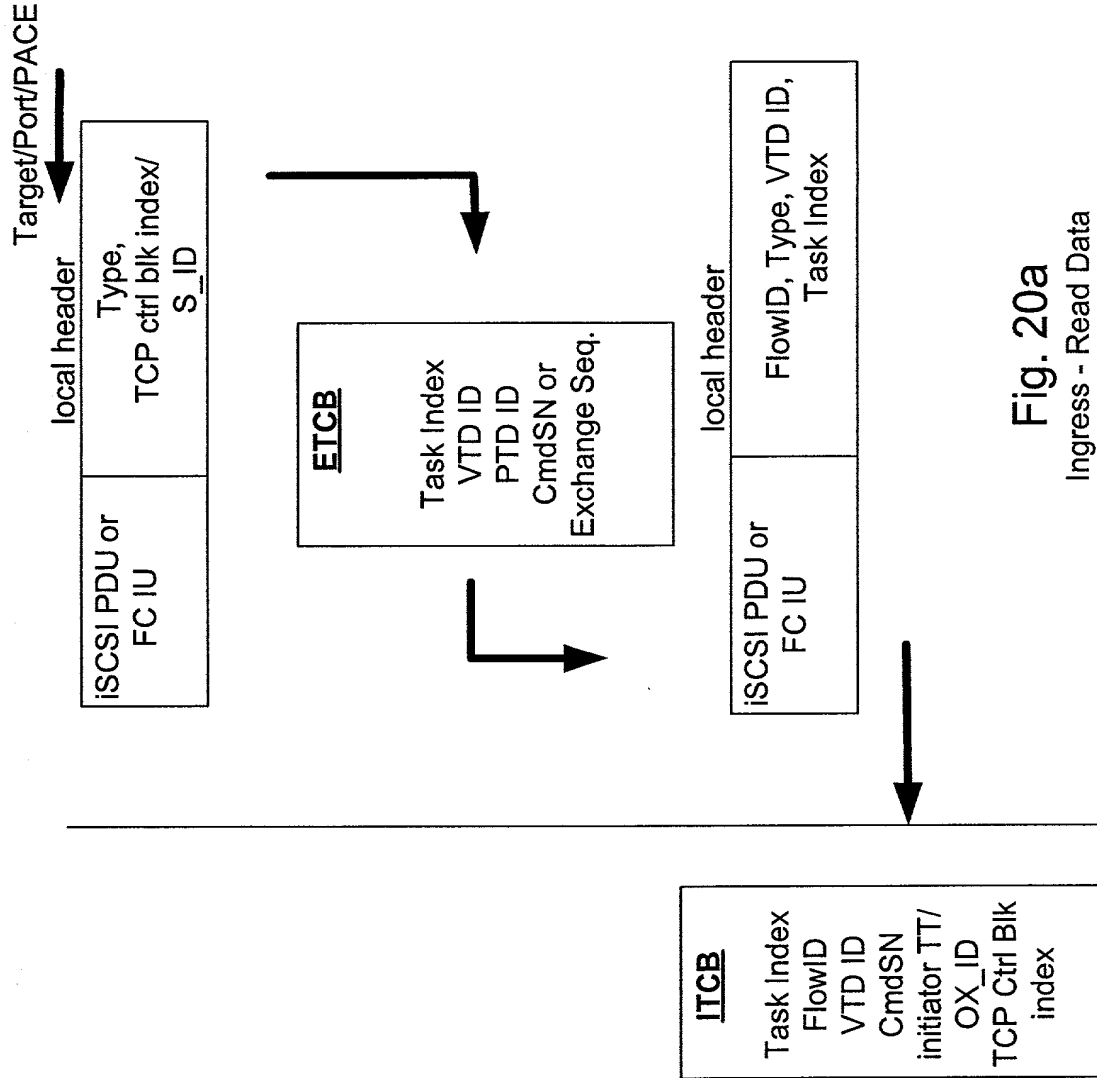 Target/Port/PACE
local header
iSCSI PDU or
FC IU
Type,
TCP ctrl blk index/
S_ID
ETCB
Task Index
VTD ID
PTD ID
CmdSN or
Exchange Seq.
local header
iSCSI PDU or
FC IU
FlowID, Type, VTD ID,
Task Index
ITCB
Task Index
FlowID
VTD ID
CmdSN
initiator TT/
OX_ID
TCP Ctrl Blk
index
Fig. 20a
Ingress - Read Data